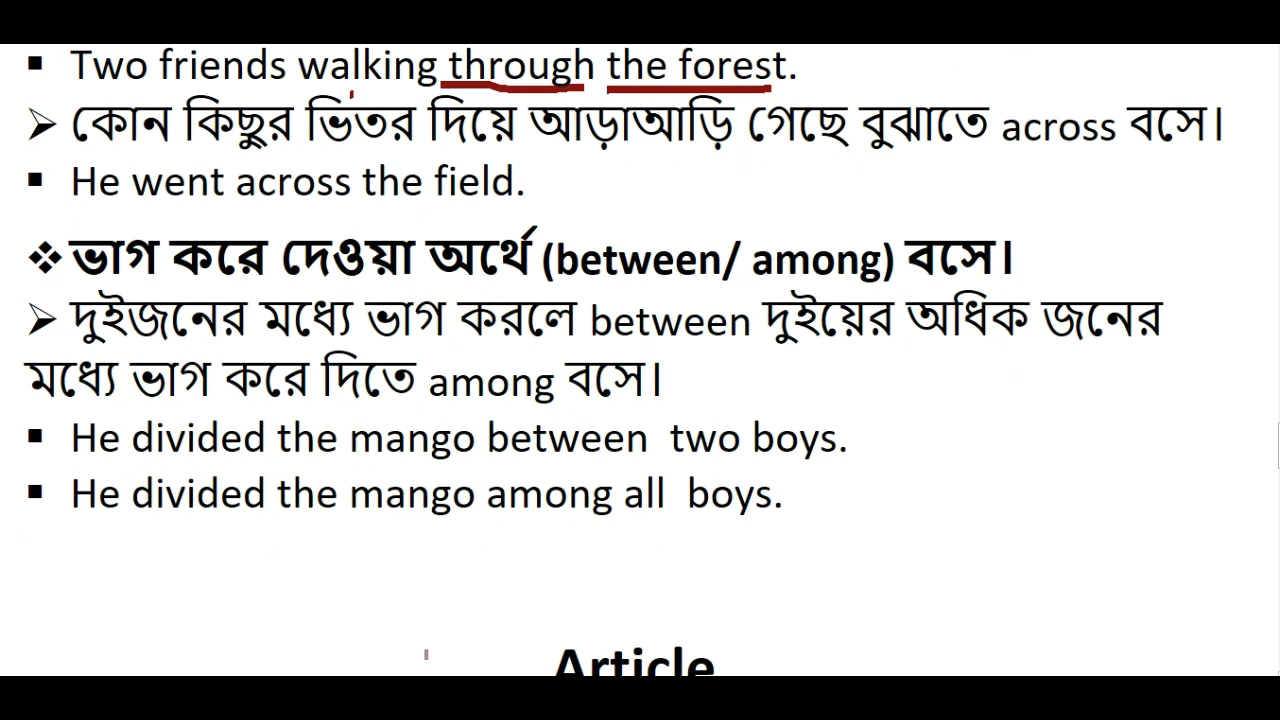 ▪ Two friends walking through the forest.
➢ কোন কিছুর ভিতর দিয়ে আড়াআড়ি গেছে বুঝাতে across বসে।
▪ He went across the field.
❖ ভাগ করে দেওয়া অর্থে (between/ among) বসে।
➢ দুইজনের মধ্যে ভাগ করলে between দুইয়ের অধিক জনের
মধ্যে ভাগ করে দিতে among বসে।
▪ He divided the mango between  two boys.
▪ He divided the mango among all  boys.
Article